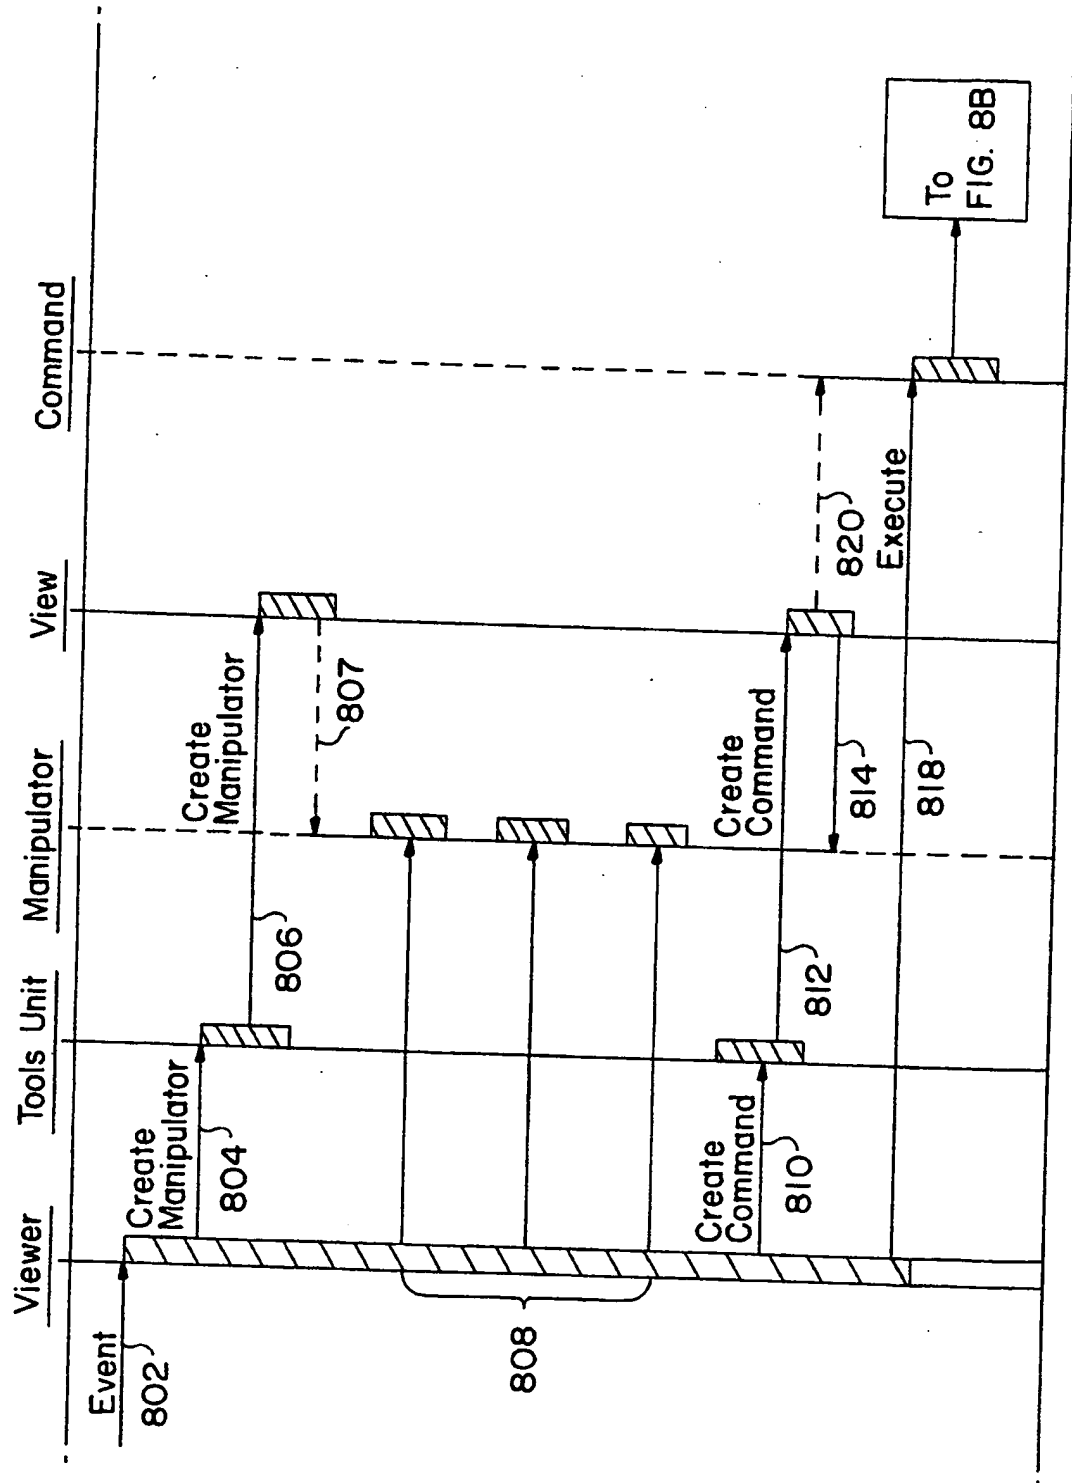 Viewer
Tools Unit
Manipulator
View
Command
Event
802
Create
Manipulator
804
806
Create
Manipulator
807
808
Create
Command
810
812
Create
Command
814
820
Execute
818
To
FIG. 8B